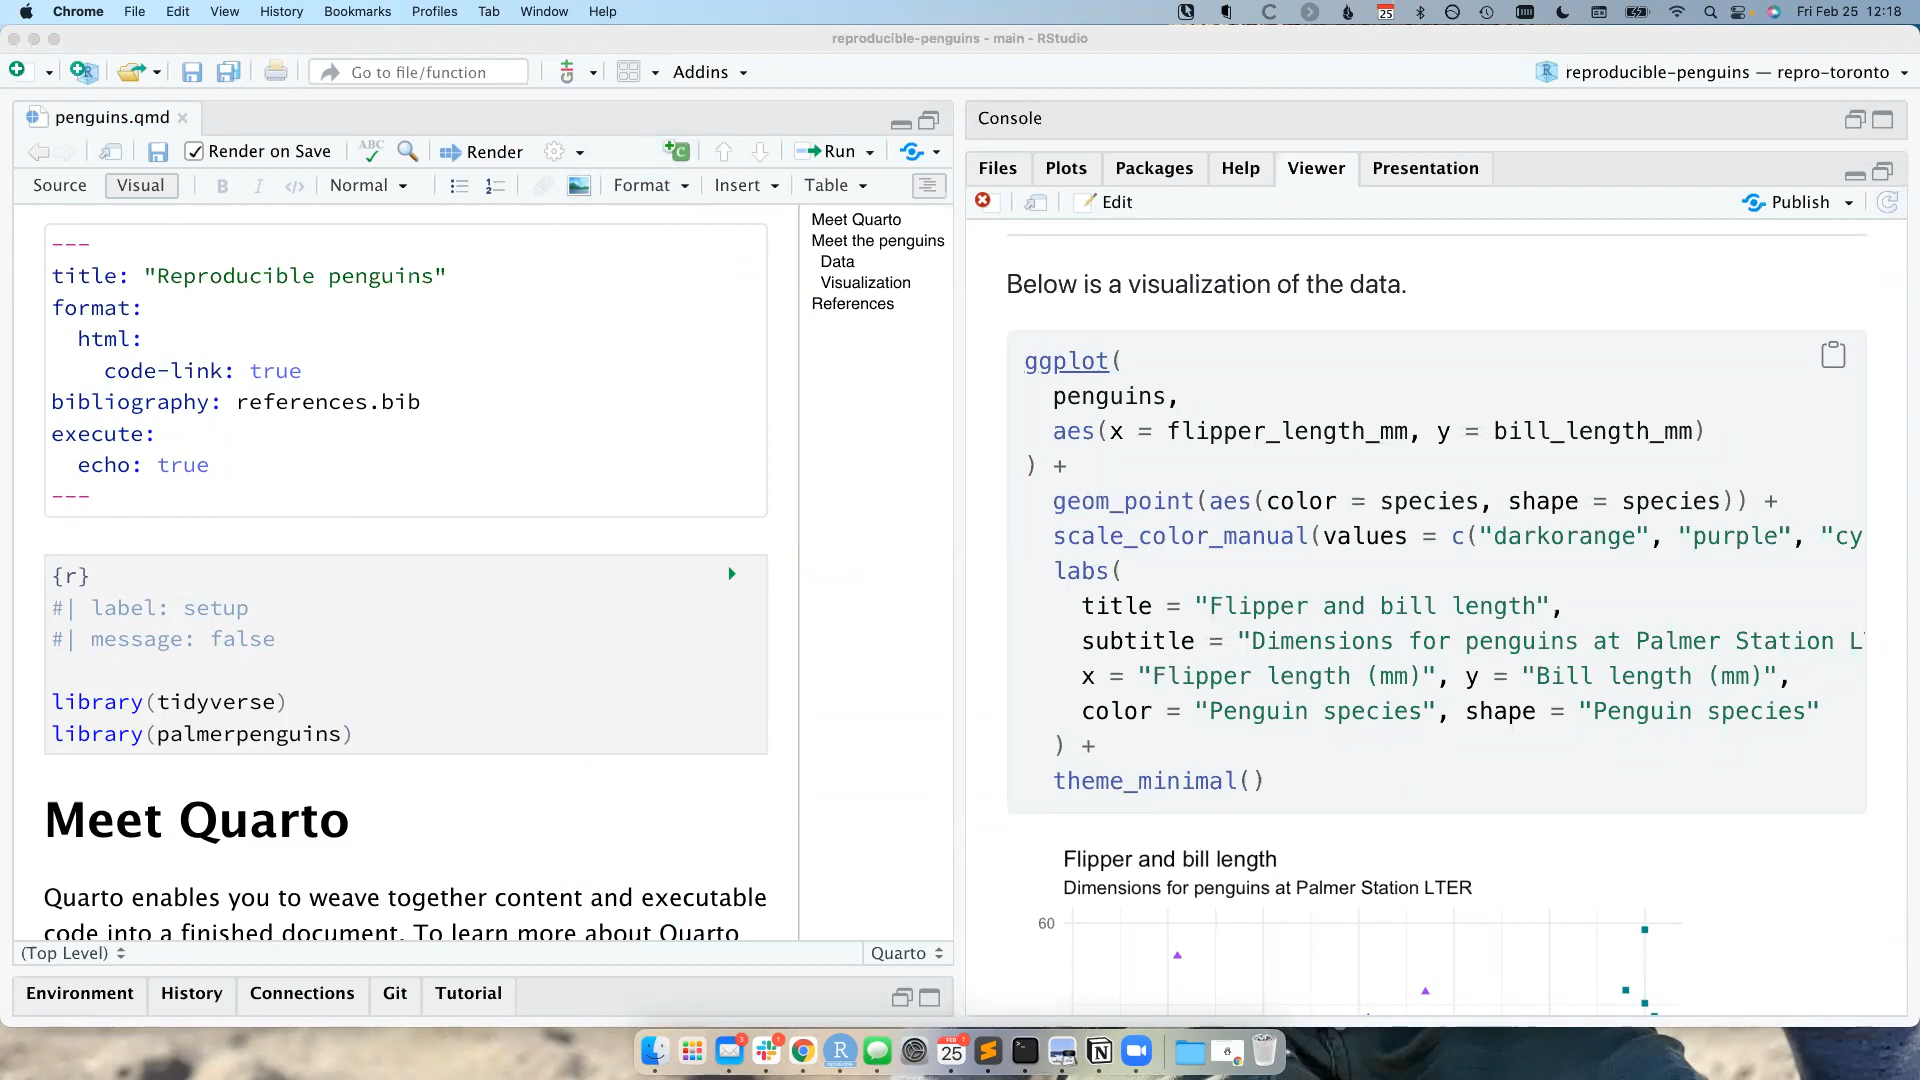 Chrome File Edit View History Bookmarks Profiles Tab Window Help 25 Fri Feb 25 12:18
reproducible-penguins - main - RStudio
Go to file/function Addins reproducible-penguins — repro-toronto
penguins.qmd
Render on Save ABC Render Run
Source Visual B I </> Normal Format Insert Table
---
title: "Reproducible penguins"
format:
html:
code-link: true
bibliography: references.bib
execute:
echo: true
---
{r}
#| label: setup
#| message: false
library(tidyverse)
library(palmerpenguins)
Meet Quarto
Quarto enables you to weave together content and executable
code into a finished document. To learn more about Quarto
(Top Level) Quarto
Meet Quarto
Meet the penguins
Data
Visualization
References
Environment History Connections Git Tutorial
Console
Files Plots Packages Help Viewer Presentation
Edit Publish
Below is a visualization of the data.
ggplot(
penguins,
aes(x = flipper_length_mm, y = bill_length_mm)
) +
geom_point(aes(color = species, shape = species)) +
scale_color_manual(values = c("darkorange", "purple", "cy
labs(
title = "Flipper and bill length",
subtitle = "Dimensions for penguins at Palmer Station L
x = "Flipper length (mm)", y = "Bill length (mm)",
color = "Penguin species", shape = "Penguin species"
) +
theme_minimal()
Flipper and bill length
Dimensions for penguins at Palmer Station LTER
60
3 1 R FEB 25 1 N